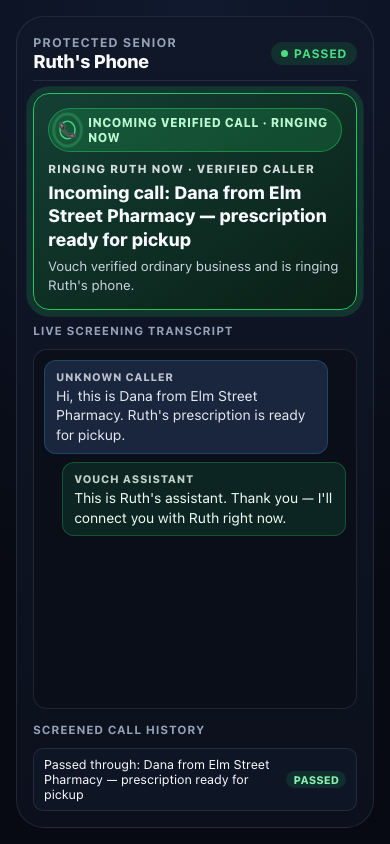 PROTECTED SENIOR
Ruth's Phone
PASSED
INCOMING VERIFIED CALL · RINGING
NOW
RINGING RUTH NOW · VERIFIED CALLER
Incoming call: Dana from Elm
Street Pharmacy — prescription
ready for pickup
Vouch verified ordinary business and is ringing
Ruth's phone.
LIVE SCREENING TRANSCRIPT
UNKNOWN CALLER
Hi, this is Dana from Elm Street
Pharmacy. Ruth's prescription is ready
for pickup.
VOUCH ASSISTANT
This is Ruth's assistant. Thank you — I'll
connect you with Ruth right now.
SCREENED CALL HISTORY
Passed through: Dana from Elm Street
Pharmacy — prescription ready for
pickup
PASSED